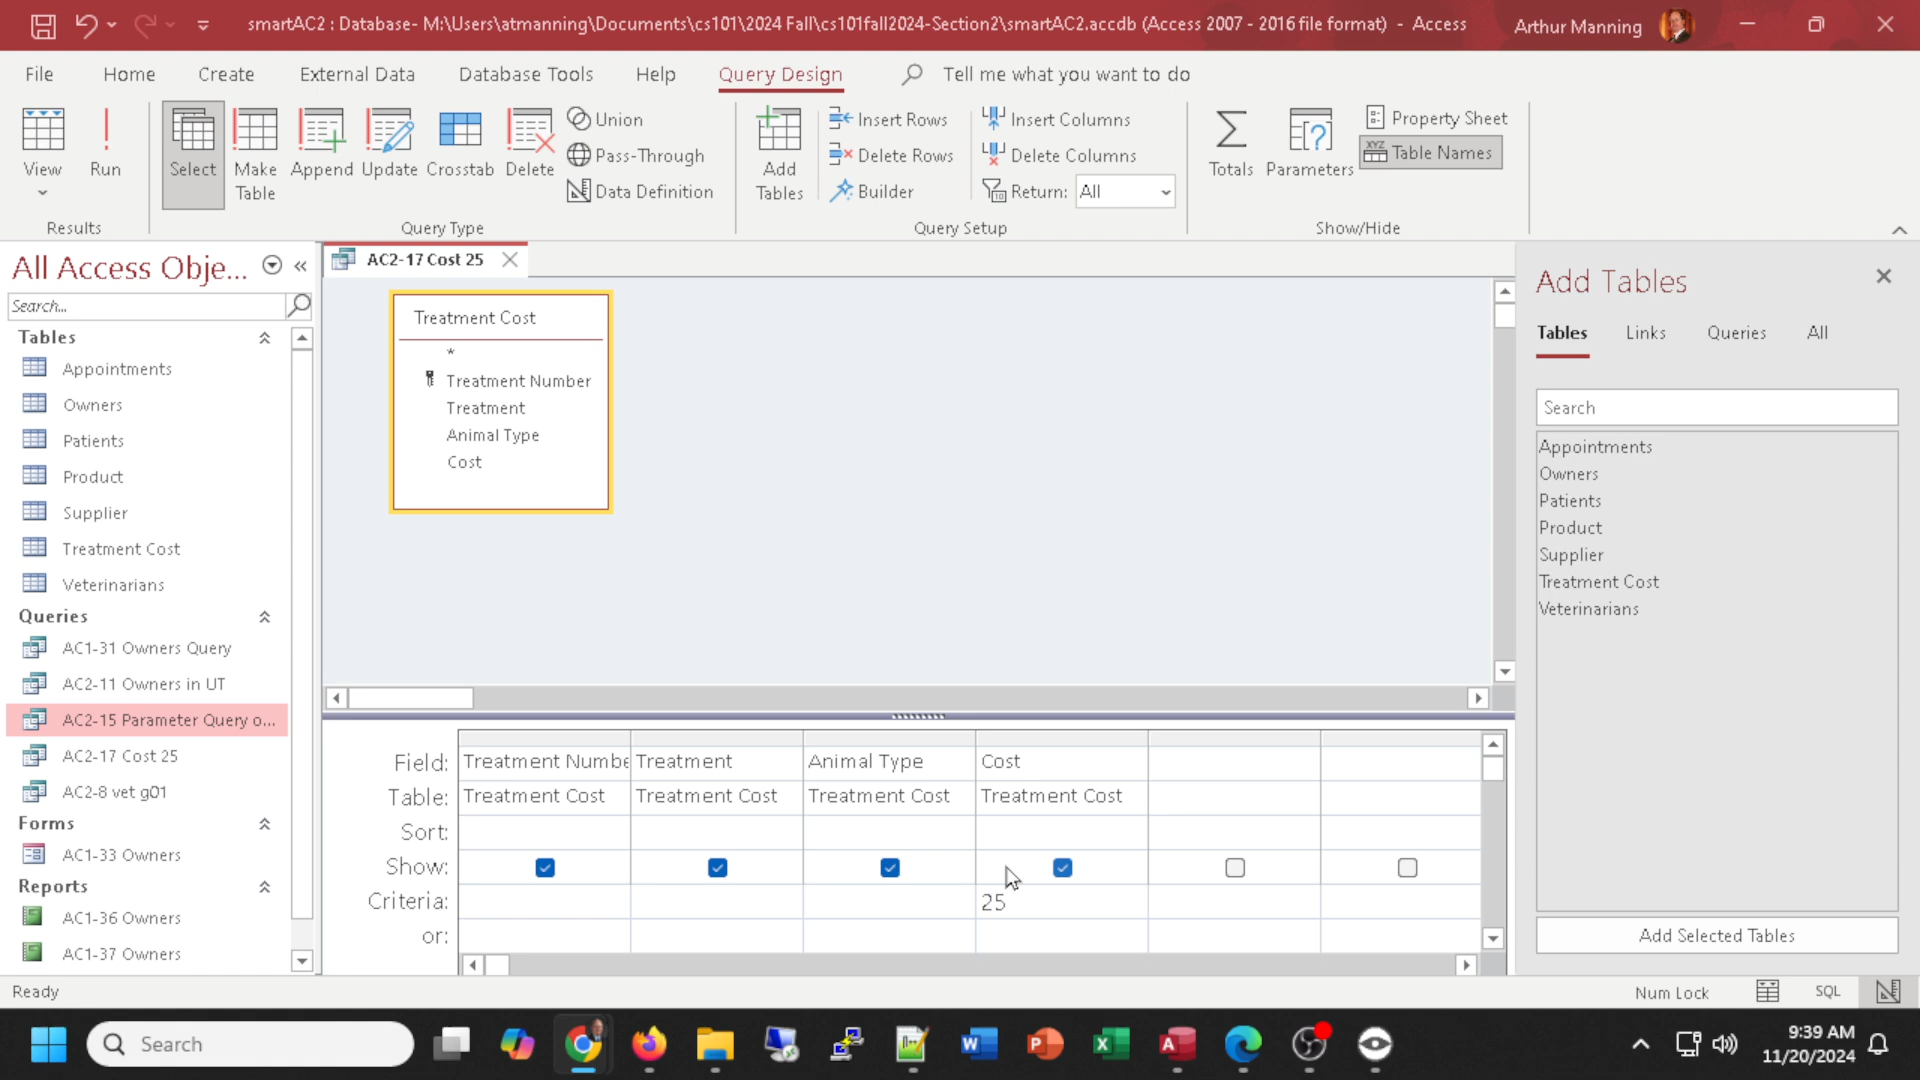 smartAC2 : Database- M:\Users\atmanning\Documents\cs101\2024 Fall\cs101fall2024-Section2\smartAC2.accdb (Access 2007 - 2016 file format) - Access
Arthur Manning
File Home Create External Data Database Tools Help Query Design Tell me what you want to do
View
Run
Select
Make Table
Append
Update
Crosstab
Delete
Union
Pass-Through
Data Definition
Add Tables
Insert Rows
Delete Rows
Builder
Insert Columns
Delete Columns
Return: All
Totals
Parameters
Property Sheet
XYZ Table Names
Results
Query Type
Query Setup
Show/Hide
All Access Obje...
Search...
Tables
Appointments
Owners
Patients
Product
Supplier
Treatment Cost
Veterinarians
Queries
AC1-31 Owners Query
AC2-11 Owners in UT
AC2-15 Parameter Query o...
AC2-17 Cost 25
AC2-8 vet g01
Forms
AC1-33 Owners
Reports
AC1-36 Owners
AC1-37 Owners
AC2-17 Cost 25
Treatment Cost
*
Treatment Number
Treatment
Animal Type
Cost
Field: Treatment Numbe Treatment Animal Type Cost
Table: Treatment Cost Treatment Cost Treatment Cost Treatment Cost
Sort:
Show:
Criteria: 25
or:
Add Tables
Tables Links Queries All
Search
Appointments
Owners
Patients
Product
Supplier
Treatment Cost
Veterinarians
Add Selected Tables
Ready
Num Lock
SQL
Search
9:39 AM
11/20/2024